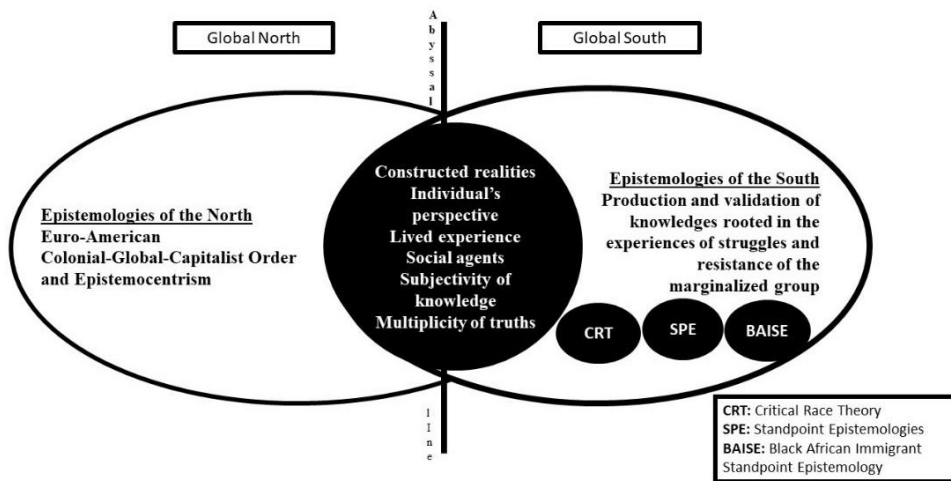 Global North
Global South
Abyssal
lIne
Epistemologies of the North
Euro-American
Colonial-Global-Capitalist Order
and Epistemocentrism
Constructed realities
Individual's
perspective
Lived experience
Social agents
Subjectivity of
knowledge
Multiplicity of truths
Epistemologies of the South
Production and validation of
knowledges rooted in the
experiences of struggles and
resistance of the
marginalized group
CRT
SPE
BAISE
CRT: Critical Race Theory
SPE: Standpoint Epistemologies
BAISE: Black African Immigrant
Standpoint Epistemology